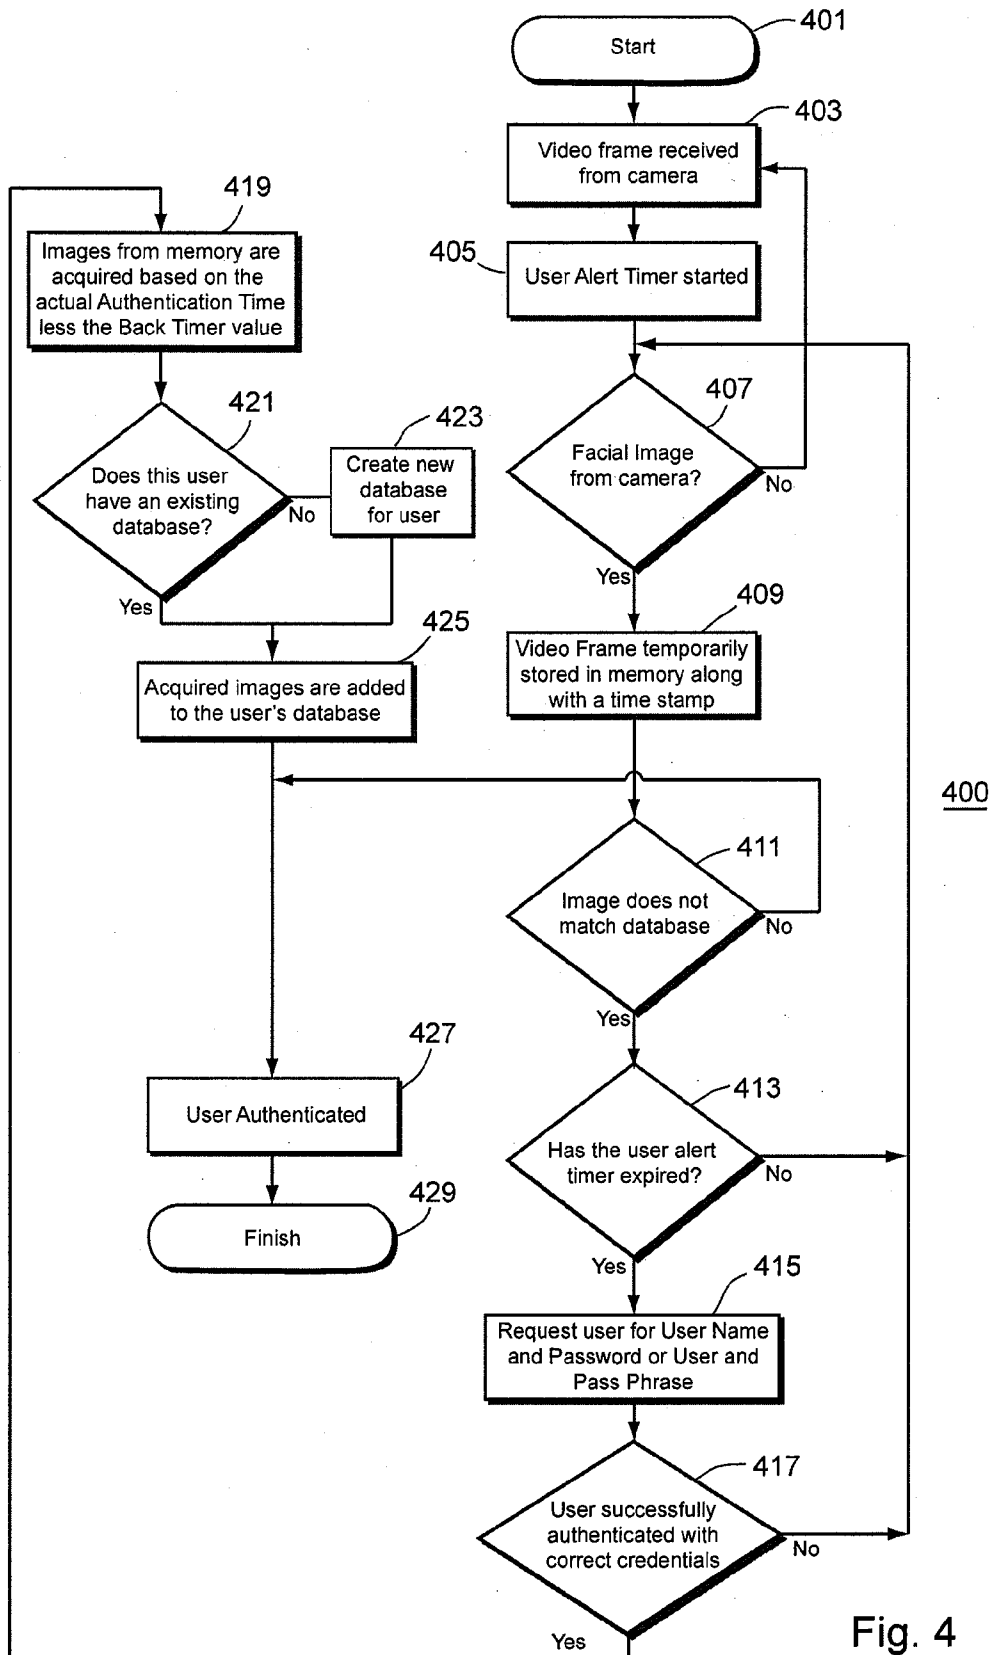 401
Start
403
Video frame received
from camera
405
User Alert Timer started
407
Facial Image
from camera?
No
Yes
409
Video Frame temporarily
stored in memory along
with a time stamp
411
Image does not
match database
No
Yes
413
Has the user alert
timer expired?
No
Yes
415
Request user for User Name
and Password or User and
Pass Phrase
417
User successfully
authenticated with
correct credentials
No
Yes
419
Images from memory are
acquired based on the
actual Authentication Time
less the Back Timer value
421
Does this user
have an existing
database?
No
Yes
423
Create new
database
for user
425
Acquired images are added
to the user's database
427
User Authenticated
429
Finish
400
Fig. 4